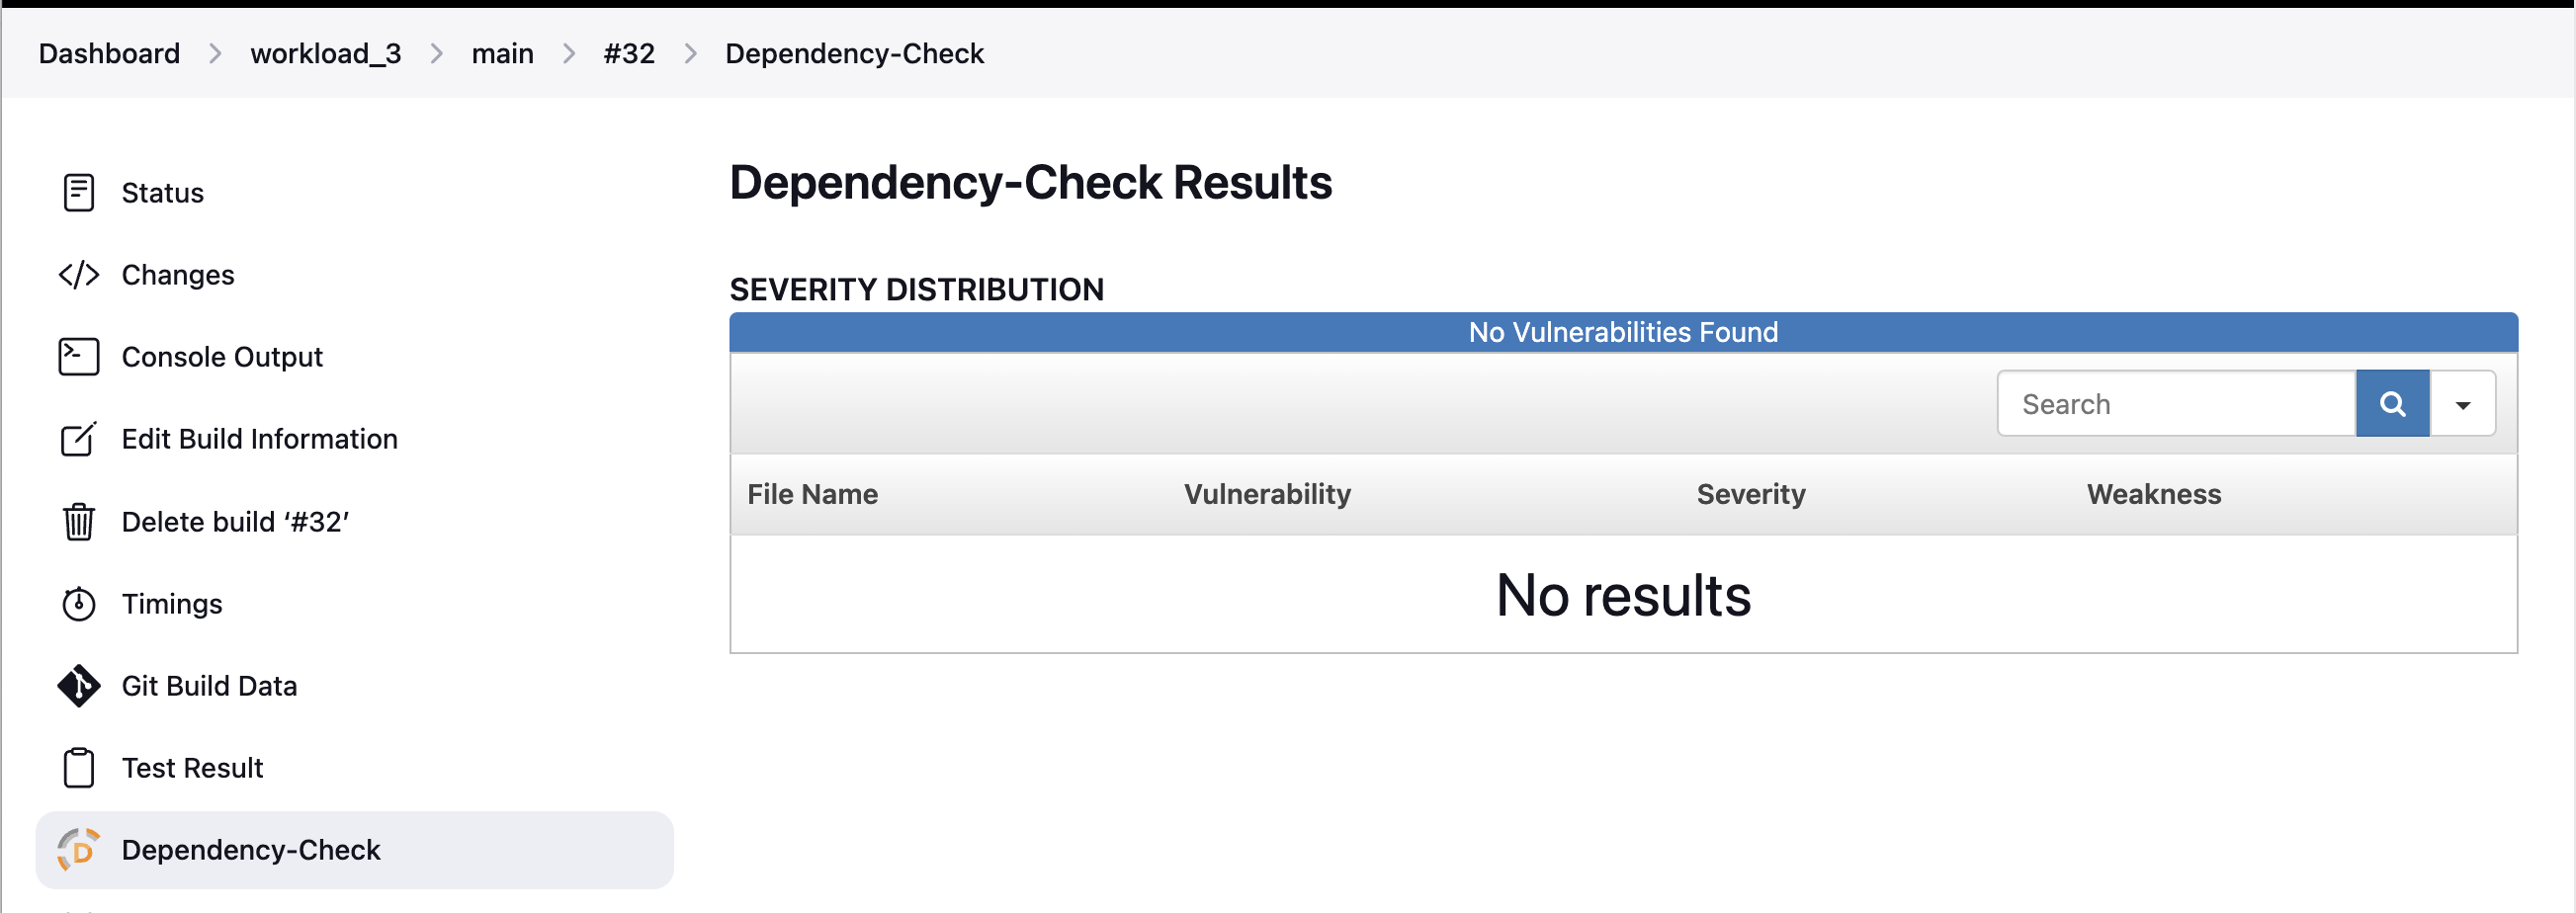 Dashboard > workload_3 > main > #32 > Dependency-Check
Status
Changes
Console Output
Edit Build Information
Delete build ‘#32’
Timings
Git Build Data
Test Result
D
Dependency-Check
Dependency-Check Results
SEVERITY DISTRIBUTION
No Vulnerabilities Found
Search
File Name Vulnerability Severity Weakness
No results